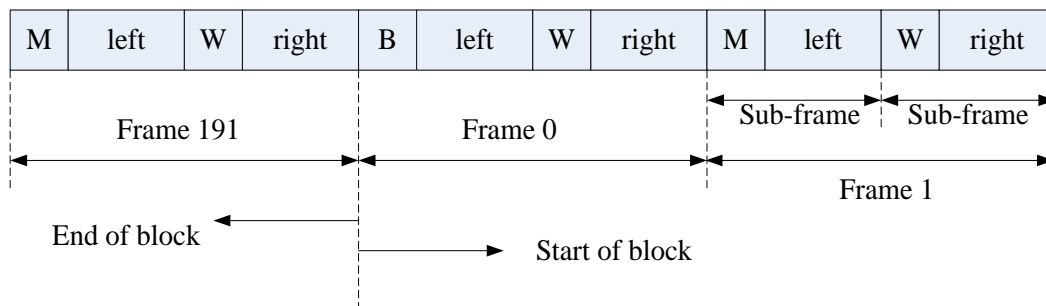 M left W right B left W right M left W right
Sub-frame Sub-frame
Frame 191 Frame 0
Frame 1
End of block Start of block